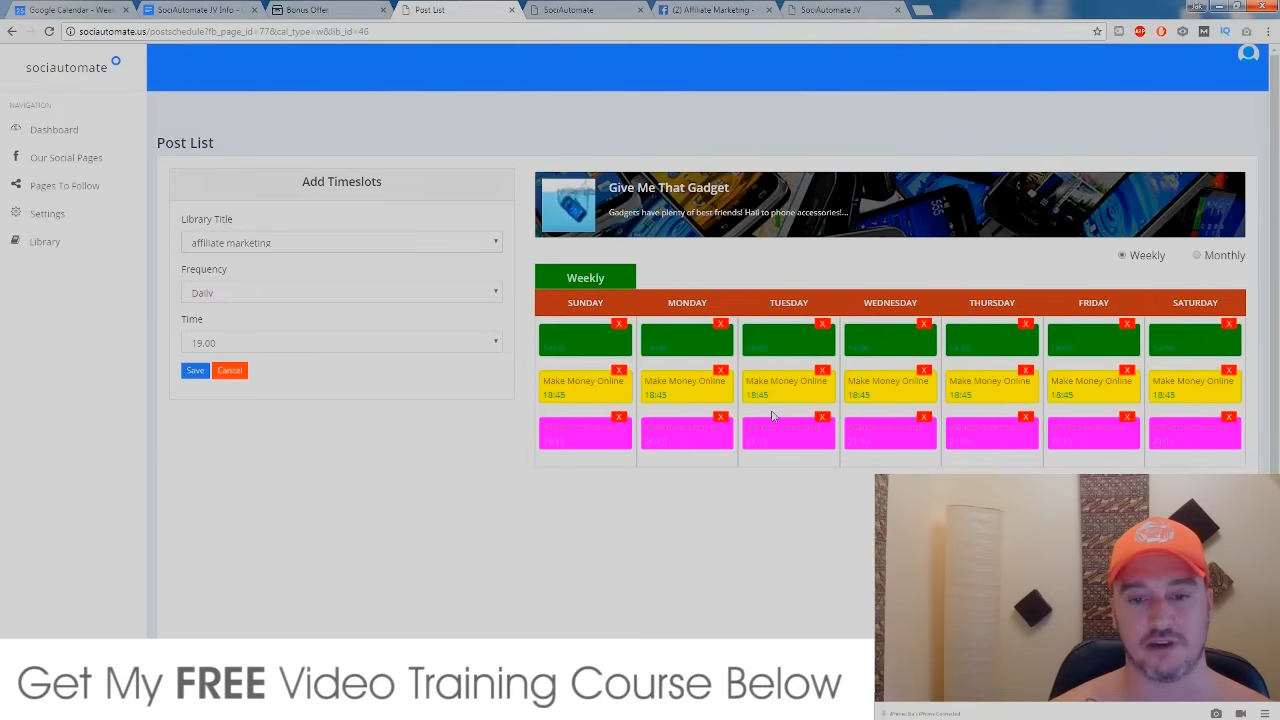 Google Calendar - Week
SociAutomate JV Info -
Bonus Offer
Post List
SociAutomate
(2) Affiliate Marketing -
SociAutomate JV
Jak
sociautomate.us/postschedule?fb_page_id=77&cal_type=w&lib_id=46
sociautomate
NAVIGATION
Dashboard
Our Social Pages
Pages To Follow
Settings
Library
Post List
Add Timeslots
Library Title
affiliate marketing
Frequency
Daily
Time
19.00
Save Cancel
Give Me That Gadget
Gadgets have plenty of best friends! Hail to phone accessories!...
Weekly Monthly
Weekly
SUNDAY MONDAY TUESDAY WEDNESDAY THURSDAY FRIDAY SATURDAY
X X X X X X X
X X X X X X X
Make Money Online Make Money Online Make Money Online Make Money Online Make Money Online Make Money Online Make Money Online
18:45 18:45 18:45 18:45 18:45 18:45 18:45
X X X X X X X
Get My FREE Video Training Course Below